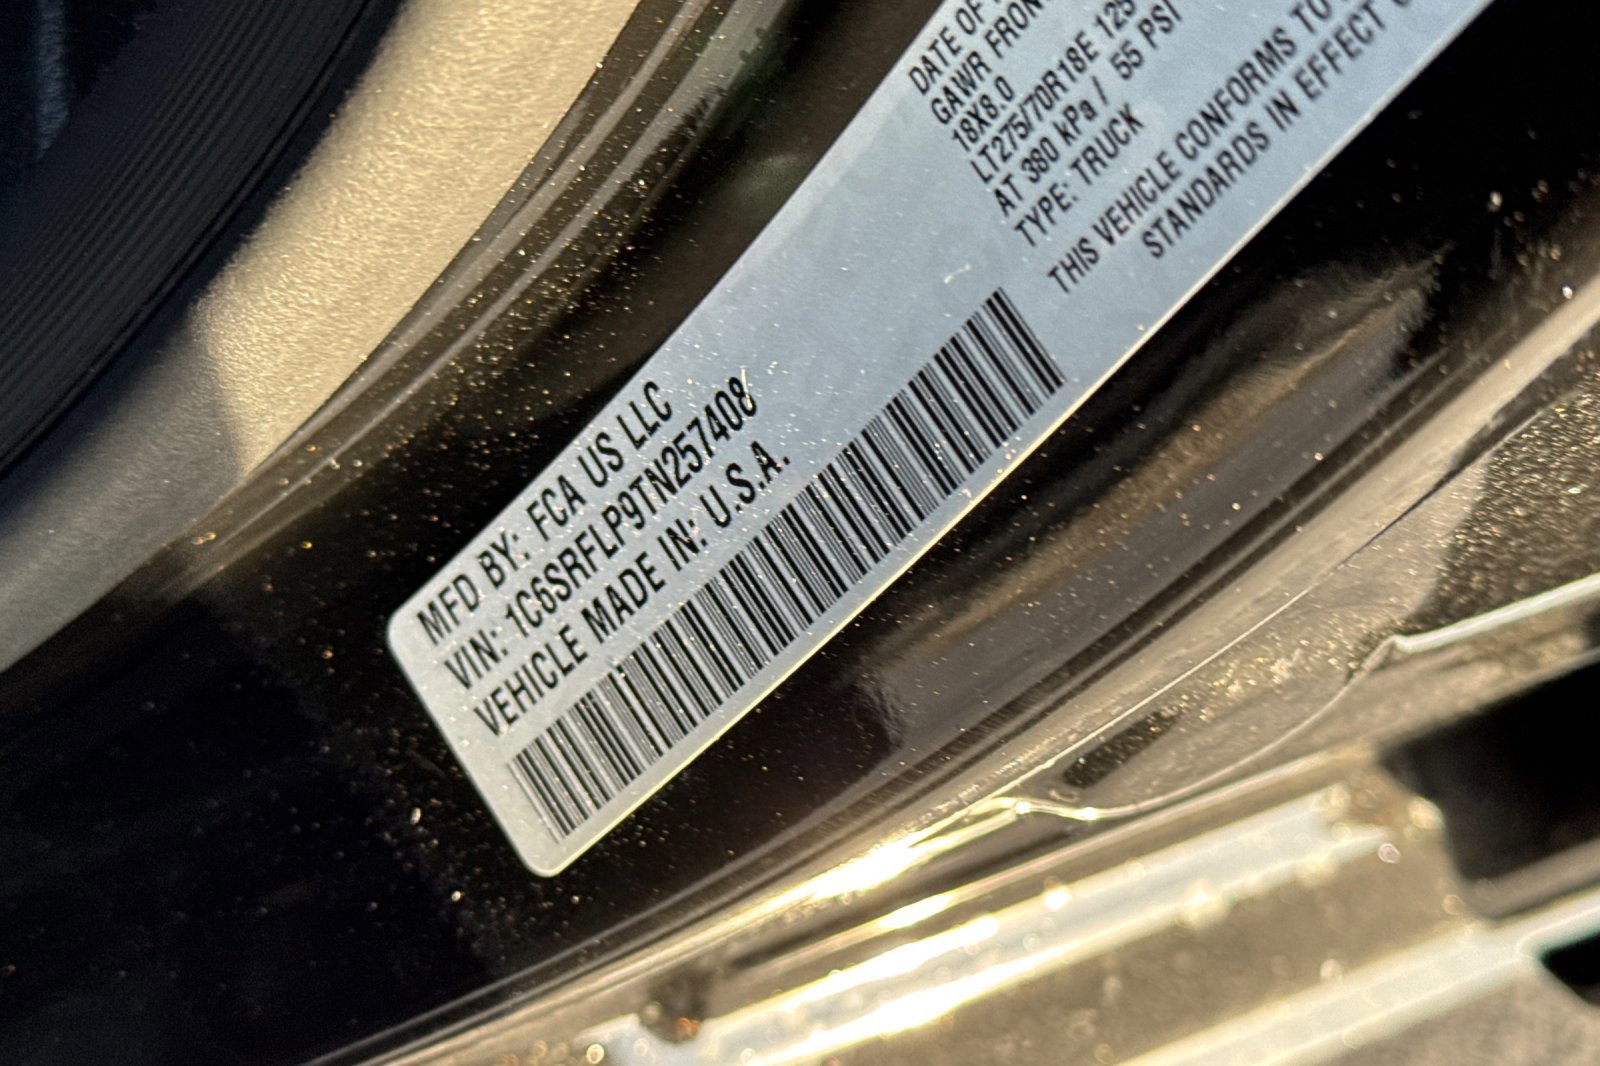 MFD BY: FCA US LLC
VIN: 1C6SRFLP9TN257408
VEHICLE MADE IN: U.S.A.
DATE OF
GAWR FRON
18X8.0
LT275/70R18E 125
AT 380 kPa / 55 PSI
TYPE: TRUCK
THIS VEHICLE CONFORMS TO
STANDARDS IN EFFECT